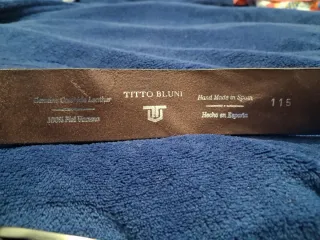 TITTO BLUNI
Genuine Cowhide Leather
100% Piel Vacuno
Hand Made in Spain
Hecho en España
115